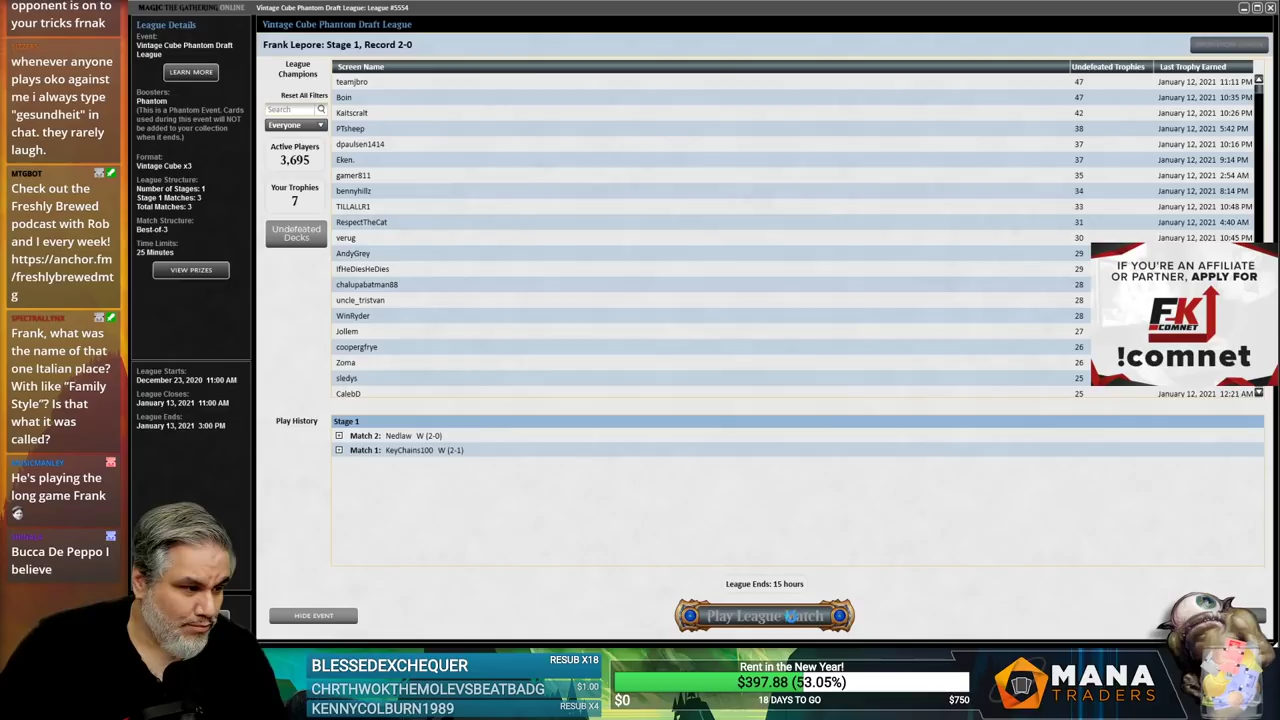 opponent is on to
your tricks frnak
whenever anyone
plays oko against
me i always type
"gesundheit" in
chat. they rarely
laugh.
MTGBOT
Check out the
Freshly Brewed
podcast with Rob
and I every week!
https://anchor.fm
/freshlybrewedmt
g
SPECTRALLYNX
Frank, what was
the name of that
one Italian place?
With like “Family
Style”? Is that
what it was
called?
MUSICMANLEY
He's playing the
long game Frank
Bucca De Peppo I
believe
MAGIC THE GATHERING ONLINE
Vintage Cube Phantom Draft League: League #5554
League Details
Event:
Vintage Cube Phantom Draft
League
LEARN MORE
Boosters:
Phantom
(This is a Phantom Event. Cards
used during this event will NOT
be added to your collection
when it ends.)
Format:
Vintage Cube x3
League Structure:
Number of Stages: 1
Stage 1 Matches: 3
Total Matches: 3
Match Structure:
Best-of-3
Time Limits:
25 Minutes
VIEW PRIZES
League Starts:
December 23, 2020 11:00 AM
League Closes:
January 13, 2021 11:00 AM
League Ends:
January 13, 2021 3:00 PM
Vintage Cube Phantom Draft League
Frank Lepore: Stage 1, Record 2-0
League
Champions
Reset All Filters
Search
Everyone
Active Players
3,695
Your Trophies
7
Undefeated
Decks
Screen Name Undefeated Trophies Last Trophy Earned
teamjbro 47 January 12, 2021 11:11 PM
Boin 47 January 12, 2021 10:35 PM
Kaitscralt 42 January 12, 2021 10:26 PM
PTsheep 38 January 12, 2021 5:42 PM
dpaulsen1414 37 January 12, 2021 10:16 PM
Eken. 37 January 12, 2021 9:14 PM
gamer811 35 January 12, 2021 2:54 AM
bennyhillz 34 January 12, 2021 8:14 PM
TILLALLR1 33 January 12, 2021 10:48 PM
RespectTheCat 31 January 12, 2021 4:40 AM
verug 30 January 12, 2021 10:45 PM
AndyGrey 29
IfHeDiesHeDies 29
chalupabatman88 28
uncle_tristvan 28
WinRyder 28
Jollem 27
coopergfrye 26
Zoma 26
sledys 25
CalebD 25 January 12, 2021 12:21 AM
IF YOU'RE AN AFFILIATE
OR PARTNER, APPLY FOR
FK
COMNET
!comnet
Play History
Stage 1
Match 2: Nedlaw W (2-0)
Match 1: KeyChains100 W (2-1)
League Ends: 15 hours
HIDE EVENT
Play League Match
BLESSEDEXCHEQUER RESUB X18
CHRTHWOKTHEMOLEVSBEATBADG $1.00
KENNYCOLBURN1989 RESUB X4
Rent in the New Year!
$397.88 (53.05%)
$0 18 DAYS TO GO $750
MANA
TRADERS